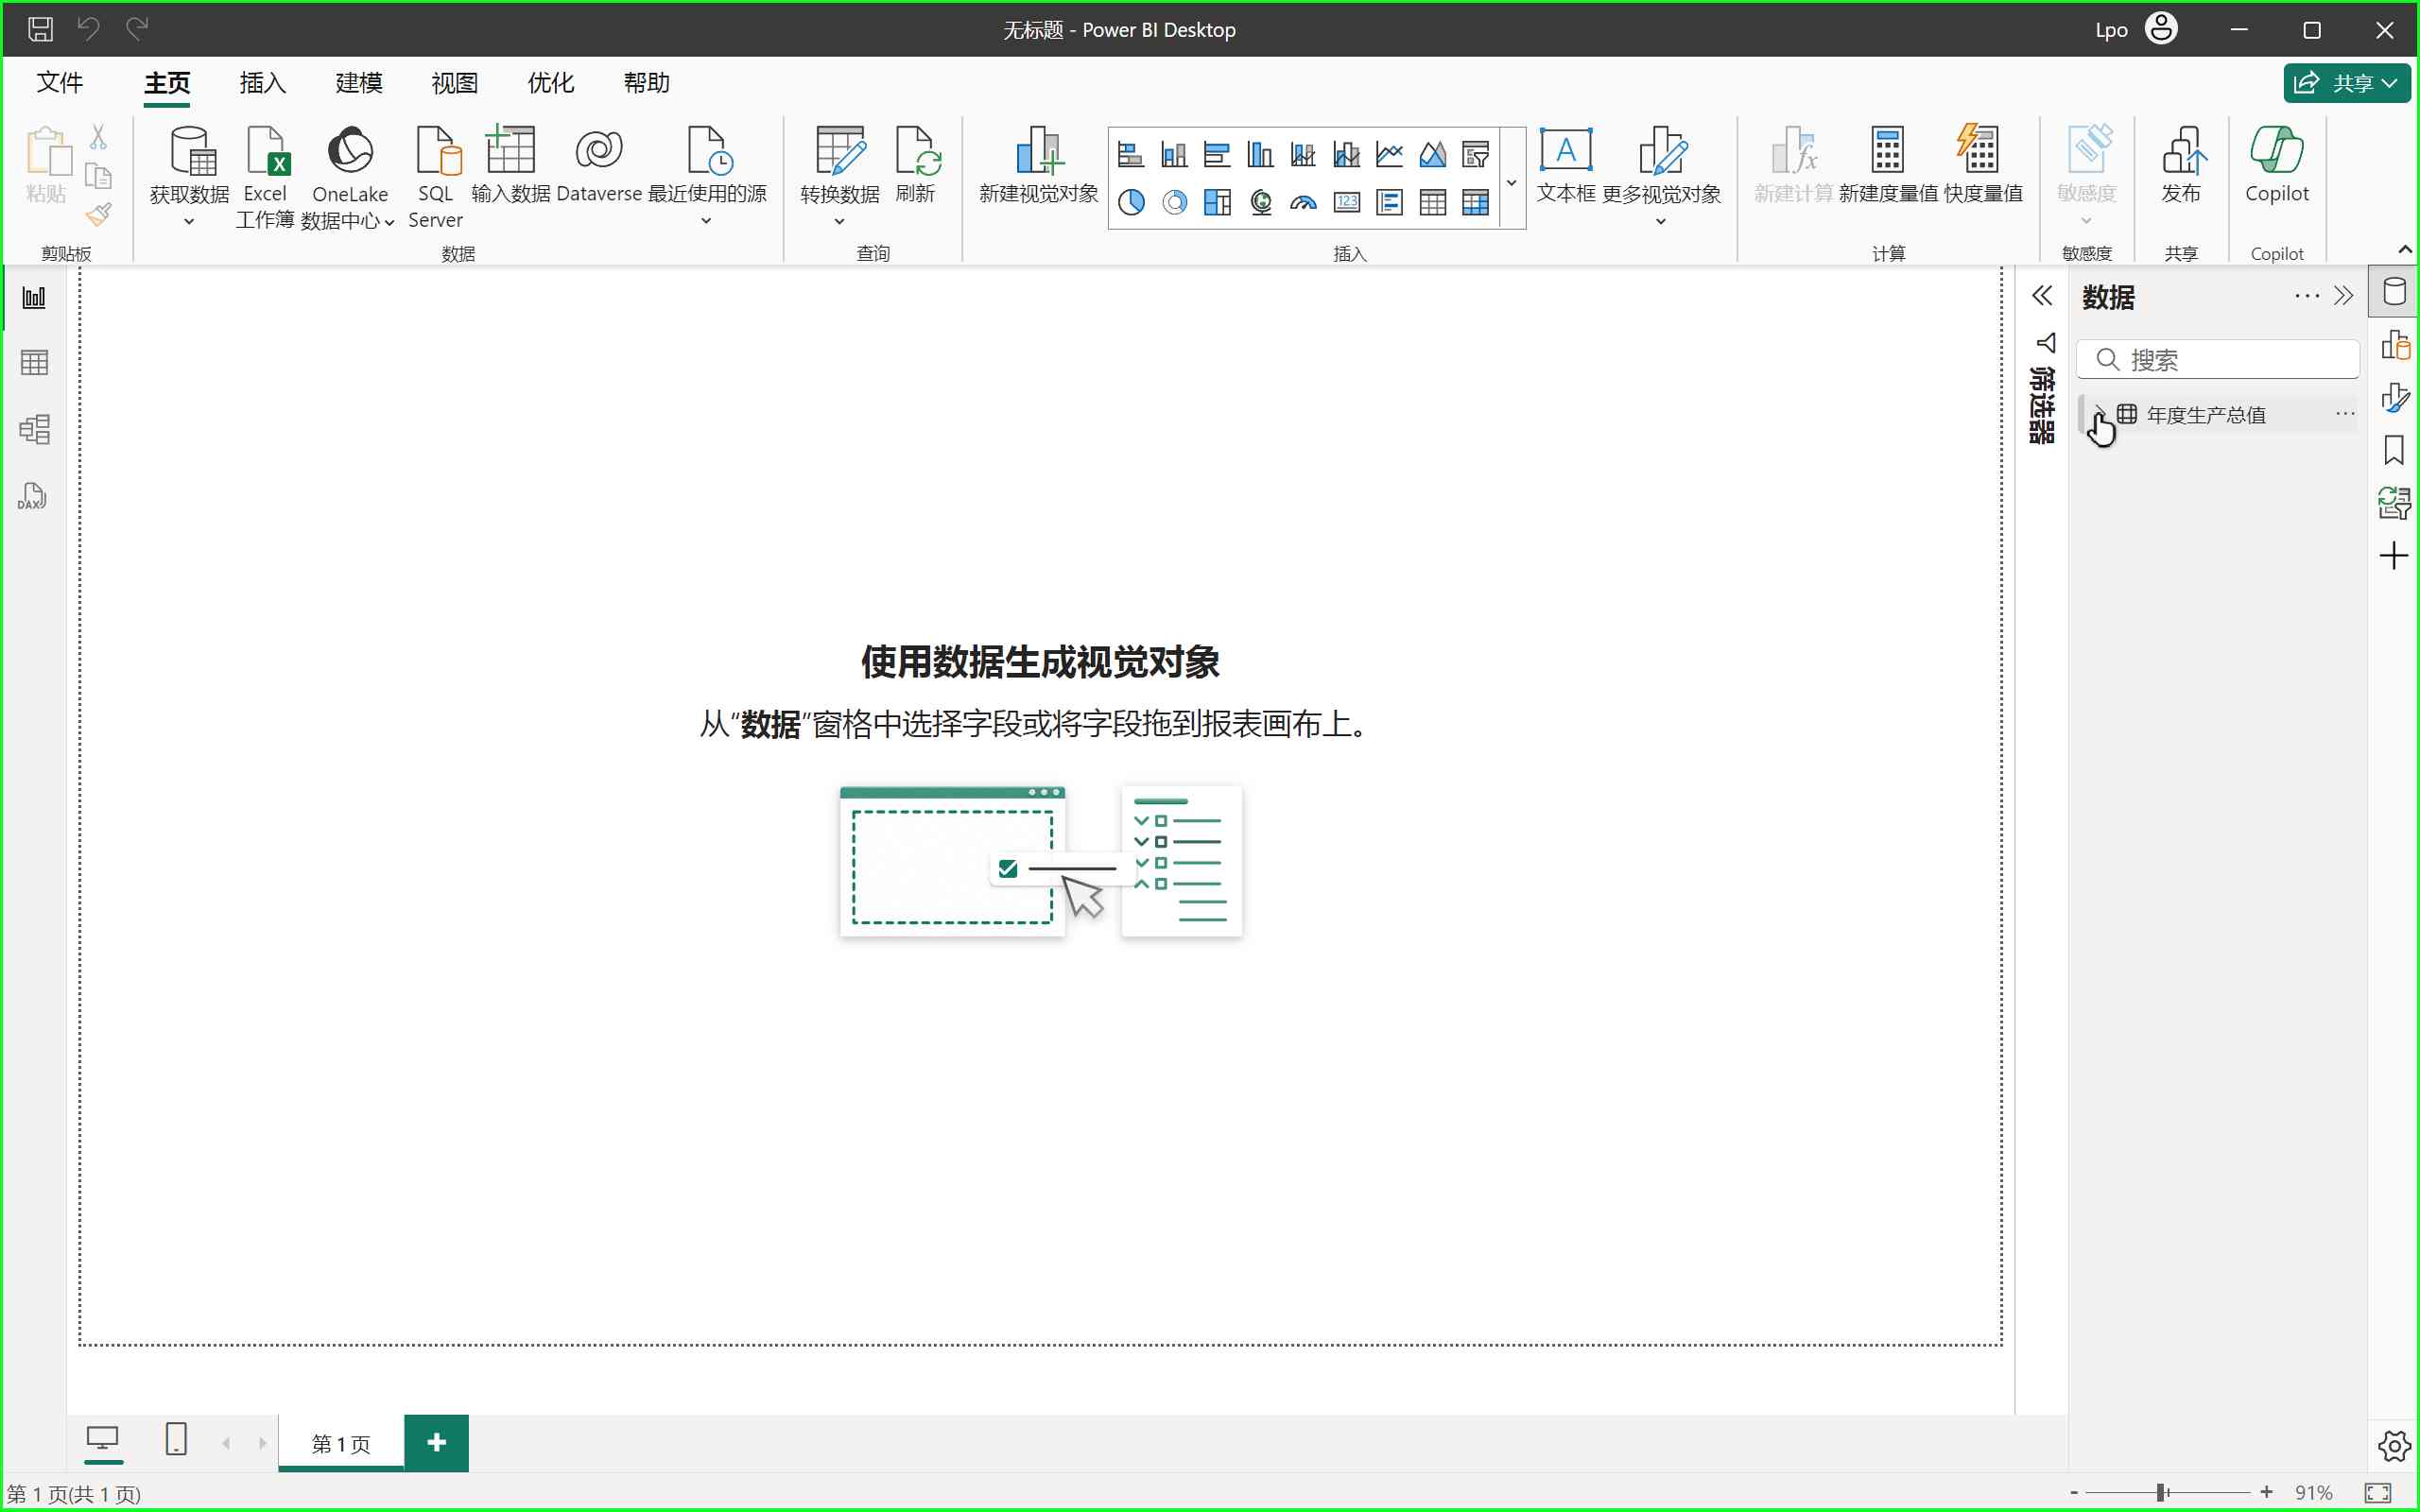 无标题 - Power BI Desktop
Lpo
文件 主页 插入 建模 视图 优化 帮助
共享
粘贴
剪贴板
获取数据
Excel
工作簿
OneLake
数据中心
SQL
Server
输入数据
Dataverse
最近使用的源
数据
转换数据
刷新
查询
新建视觉对象
123
A
文本框
更多视觉对象
插入
新建计算
新建度量值
快度量值
计算
敏感度
敏感度
发布
共享
Copilot
Copilot
DAX
筛选器
数据
搜索
年度生产总值
使用数据生成视觉对象
从“数据”窗格中选择字段或将字段拖到报表画布上。
第 1 页
第 1 页(共 1 页)
- + 91%